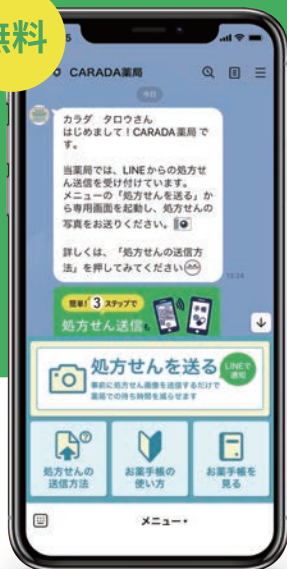 無料
CARADA薬局
今日
カラダ タロウさん
はじめまして!CARADA薬局で
す。
当薬局では、LINEからの処方せ
ん送信を受け付けています。
メニューの「処方せんを送る」か
ら専用画面を起動し、処方せんの
写真をお送りください。
詳しくは、「処方せんの送信方
法」を押してみてください
13:24
簡単!3ステップで
処方せん送信も
手帳
処方せんを送る
LINEで
通知
事前に処方せん画像を送信するだけで
薬局での待ち時間を減らせます
処方せんの
送信方法
お薬手帳の
使い方
お薬手帳を
見る
メニュー▾